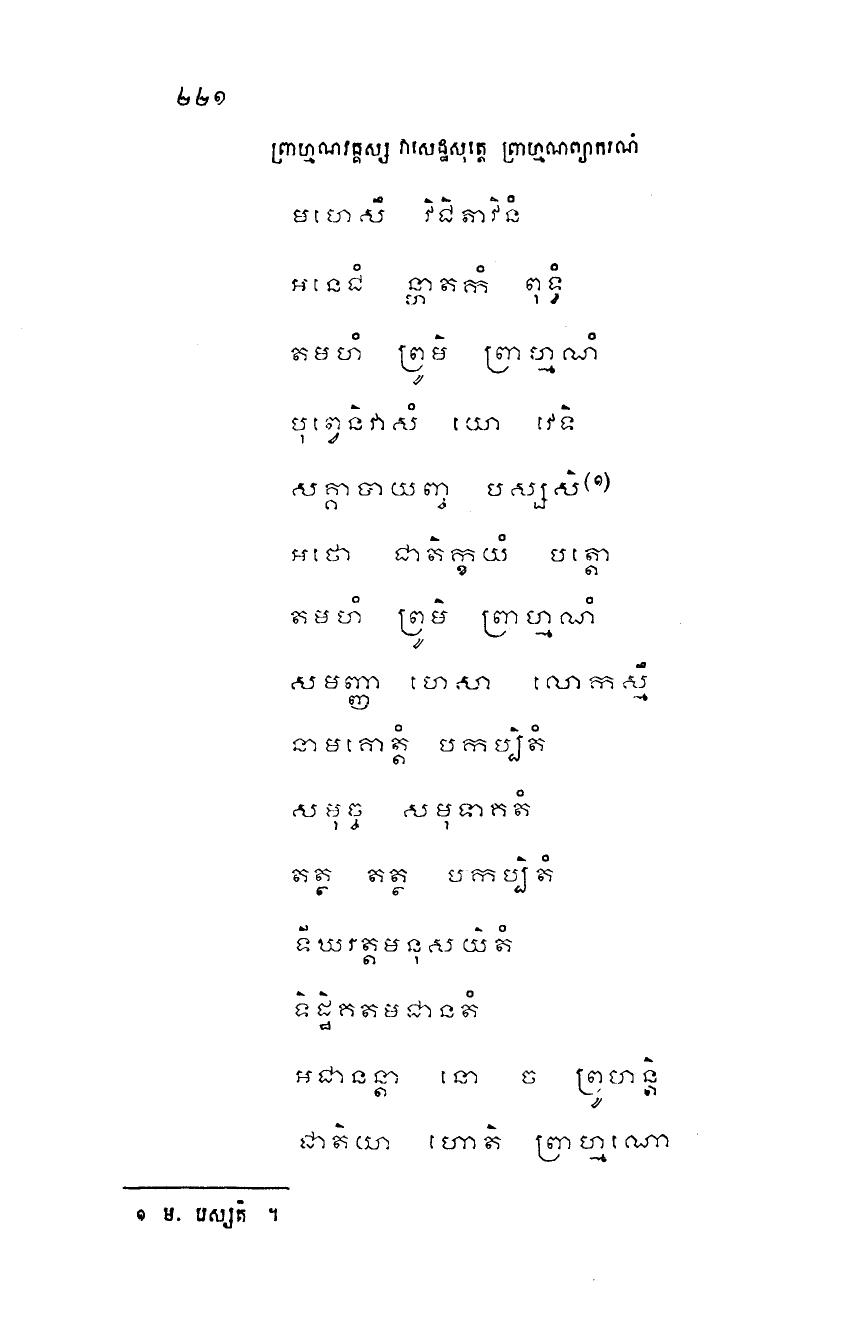 ២២១
ព្រាហ្មណវគ្គស្ស វាសេដ្ឋសុត្តេ ព្រាហ្មណព្យាករណំ
មហេសឹ វិជិតាវិនំ
អនេជំ ន្ហាតកំ ពុទ្ធំ
តមហំ ព្រូមិ ព្រាហ្មណំ
បុព្វេនិវាសំ យោ វេទិ
សគ្គាបាយញ្ច បស្សសិ(១)
អថោ ជាតិក្ខយំ បត្តោ
តមហំ ព្រូមិ ព្រាហ្មណំ
សមញ្ញា ហេសា លោកស្មឹ
នាមគោត្តំ បកប្បិតំ
សមុច្ច សមុទាគតំ
តត្ថ តត្ថ បកប្បិតំ
ទីឃរត្តមនុសយិតំ
ទិដ្ឋិគតមជានតំ
អជានន្តា នោ ច ព្រូហន្តិ
ជាតិយា ហោតិ ព្រាហ្មណោ
១ ម. បស្សតិ ។